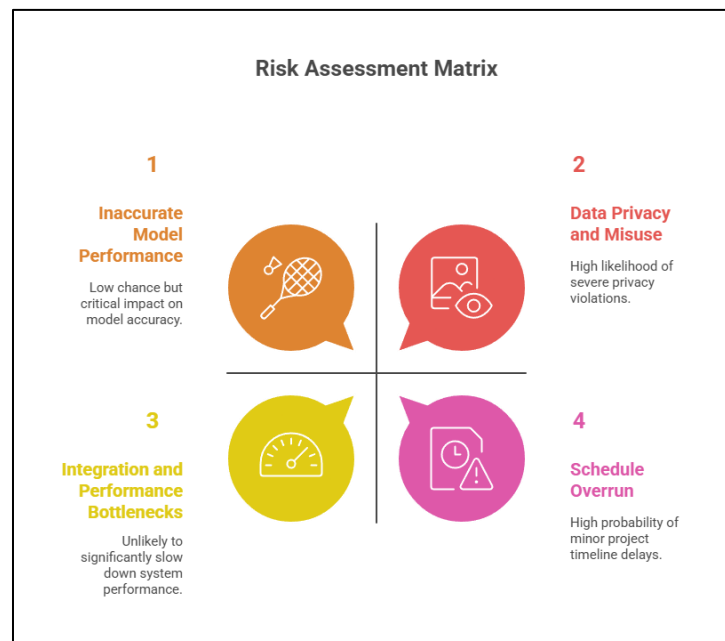 Risk Assessment Matrix
1
Inaccurate
Model
Performance
Low chance but
critical impact on
model accuracy.
2
Data Privacy
and Misuse
High likelihood of
severe privacy
violations.
3
Integration and
Performance
Bottlenecks
Unlikely to
significantly slow
down system
performance.
4
Schedule
Overrun
High probability of
minor project
timeline delays.